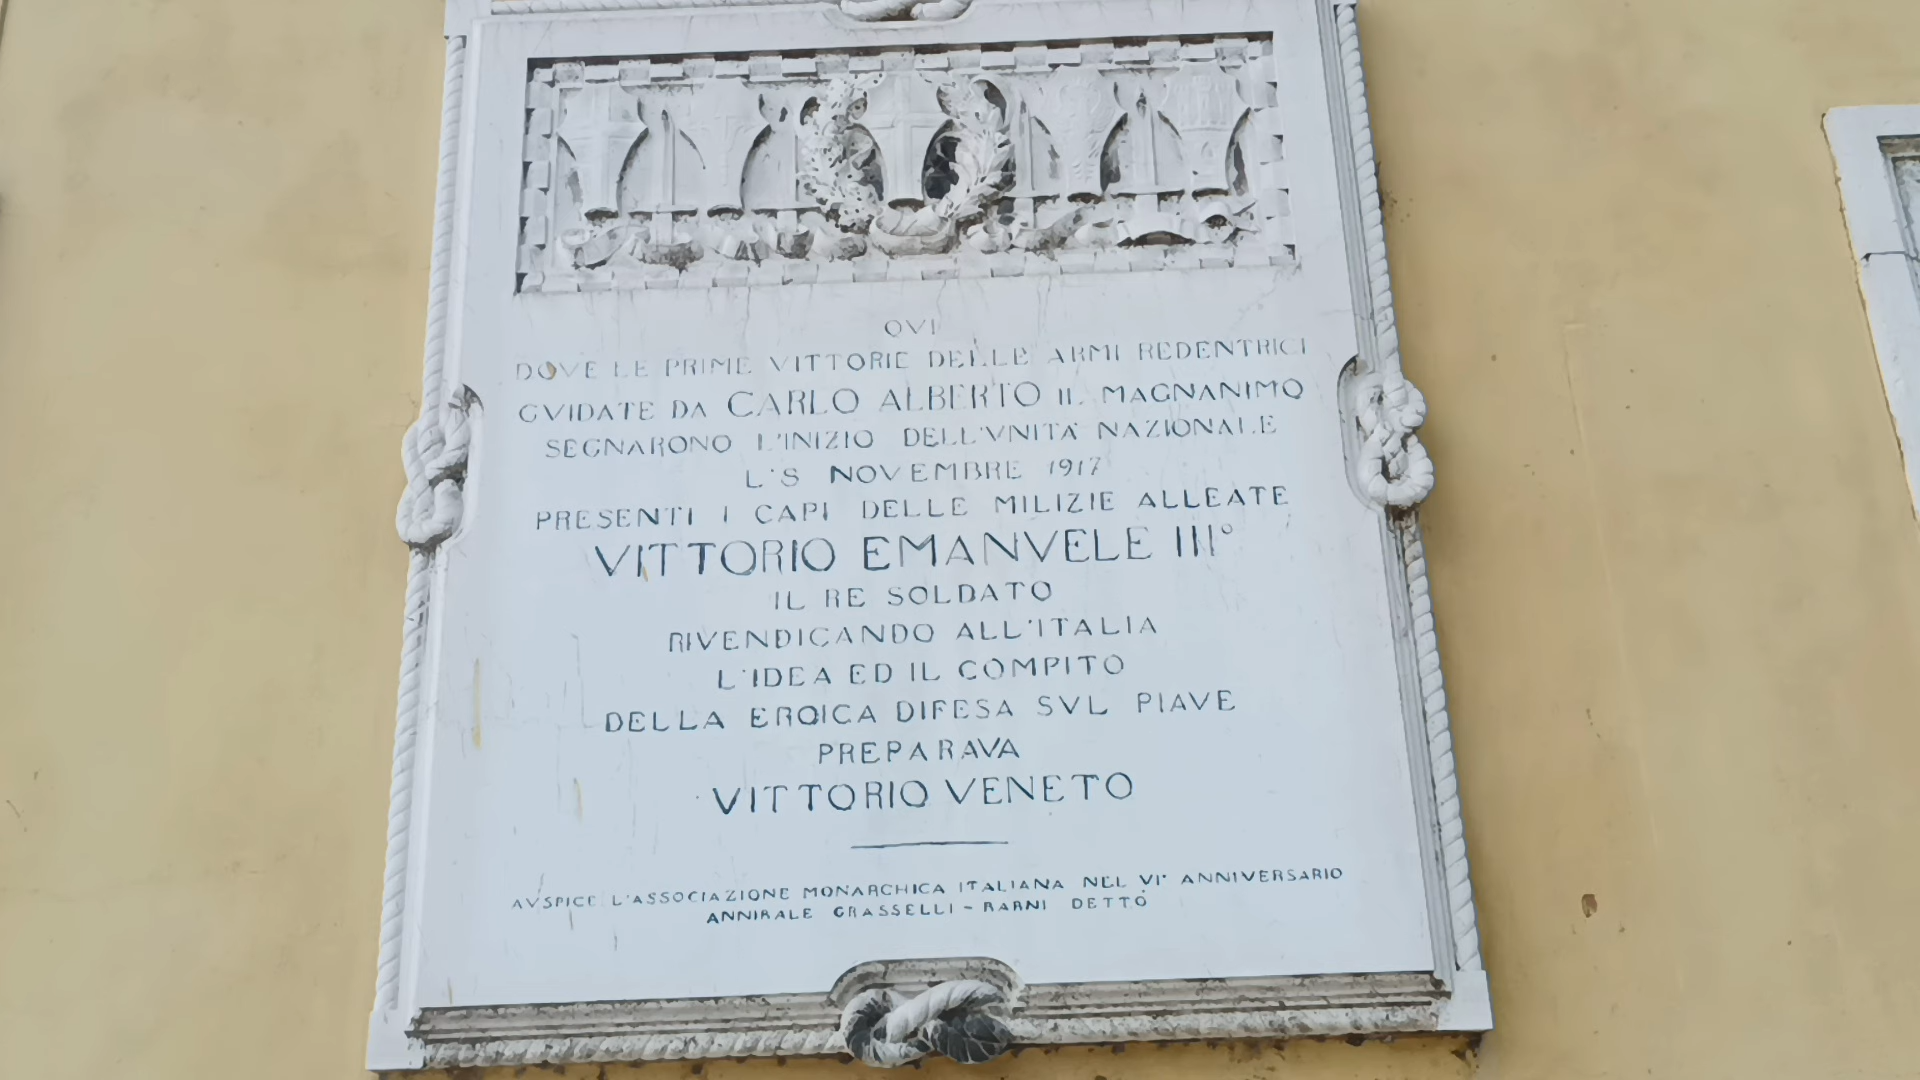 QVI
DOVE LE PRIME VITTORIE DELLE ARMI REDENTRICI
GVIDATE DA CARLO ALBERTO IL MAGNANIMO
SEGNARONO L'INIZIO DELL'VNITA' NAZIONALE
L'8 NOVEMBRE 1917
PRESENTI I CAPI DELLE MILIZIE ALLEATE
VITTORIO EMANVELE III°
IL RE SOLDATO
RIVENDICANDO ALL'ITALIA
L'IDEA ED IL COMPITO
DELLA EROICA DIFESA SVL PIAVE
PREPARAVA
VITTORIO VENETO
AVSPICE L'ASSOCIAZIONE MONARCHICA ITALIANA NEL VI° ANNIVERSARIO
ANNIBALE GRASSELLI - BARNI DETTÒ